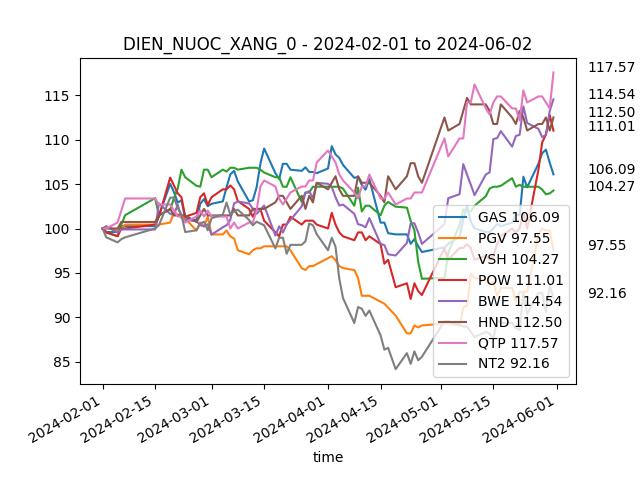 DIEN_NUOC_XANG_0 - 2024-02-01 to 2024-06-02
117.57
115
114.54
112.50
111.01
110
106.09
105
104.27
100
97.55
95
92.16
90
85
GAS 106.09
PGV 97.55
VSH 104.27
POW 111.01
BWE 114.54
HND 112.50
QTP 117.57
NT2 92.16
2024-02-01
2024-02-15
2024-03-01
2024-03-15
2024-04-01
2024-04-15
2024-05-01
2024-05-15
2024-06-01
time